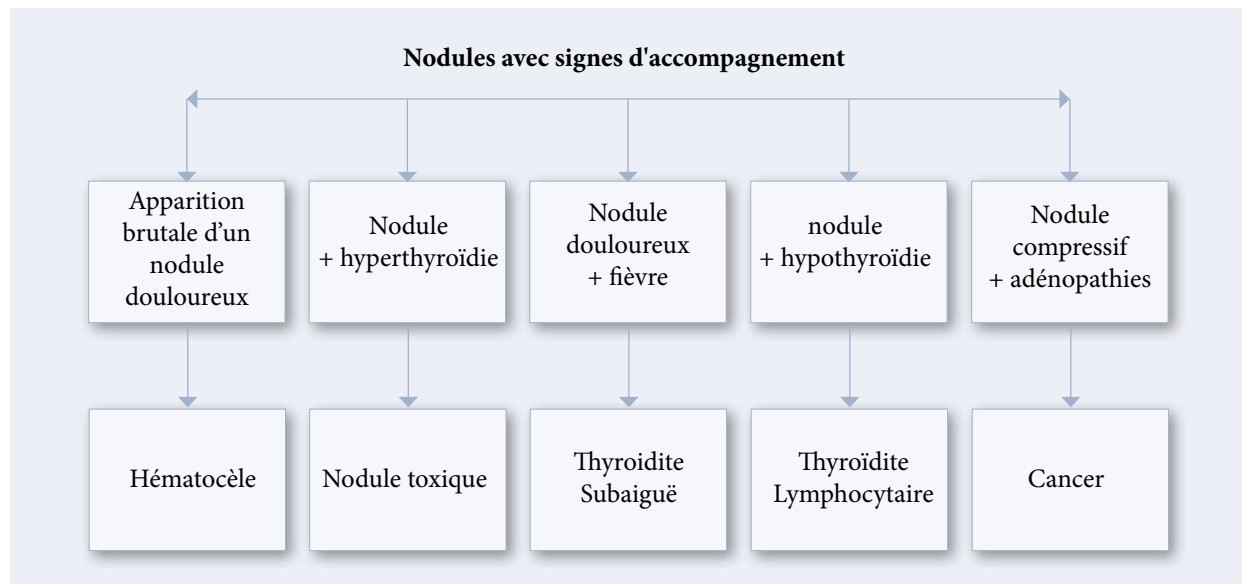 Nodules avec signes d'accompagnement
Apparition
brutale d’un
nodule
douloureux
Nodule
+ hyperthyroïdie
Nodule
douloureux
+ fièvre
nodule
+ hypothyroïdie
Nodule
compressif
+ adénopathies
Hématocèle
Nodule toxique
Thyroidite
Subaiguë
Thyroïdite
Lymphocytaire
Cancer